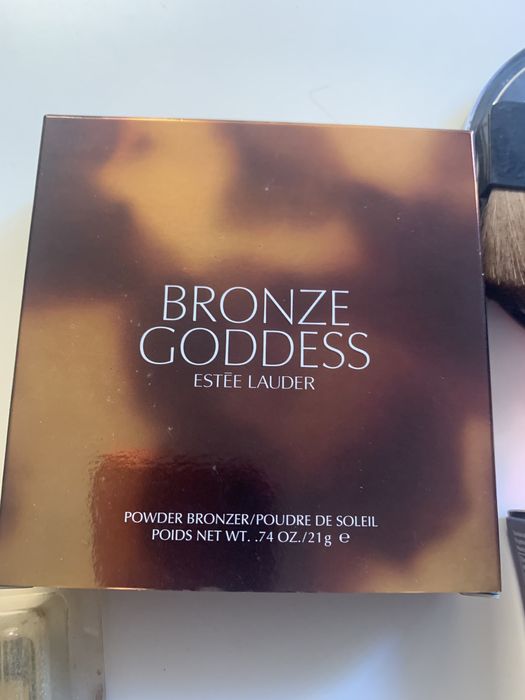 BRONZE
GODDESS
ESTĒE LAUDER
POWDER BRONZER/POUDRE DE SOLEIL
POIDS NET WT. .74 OZ./21g ℮